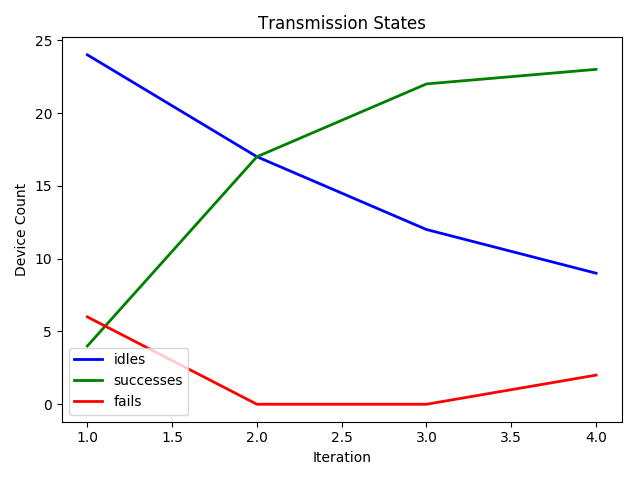 Transmission States
Device Count
25
20
15
10
5
0
idles
successes
fails
1.0 1.5 2.0 2.5 3.0 3.5 4.0
Iteration